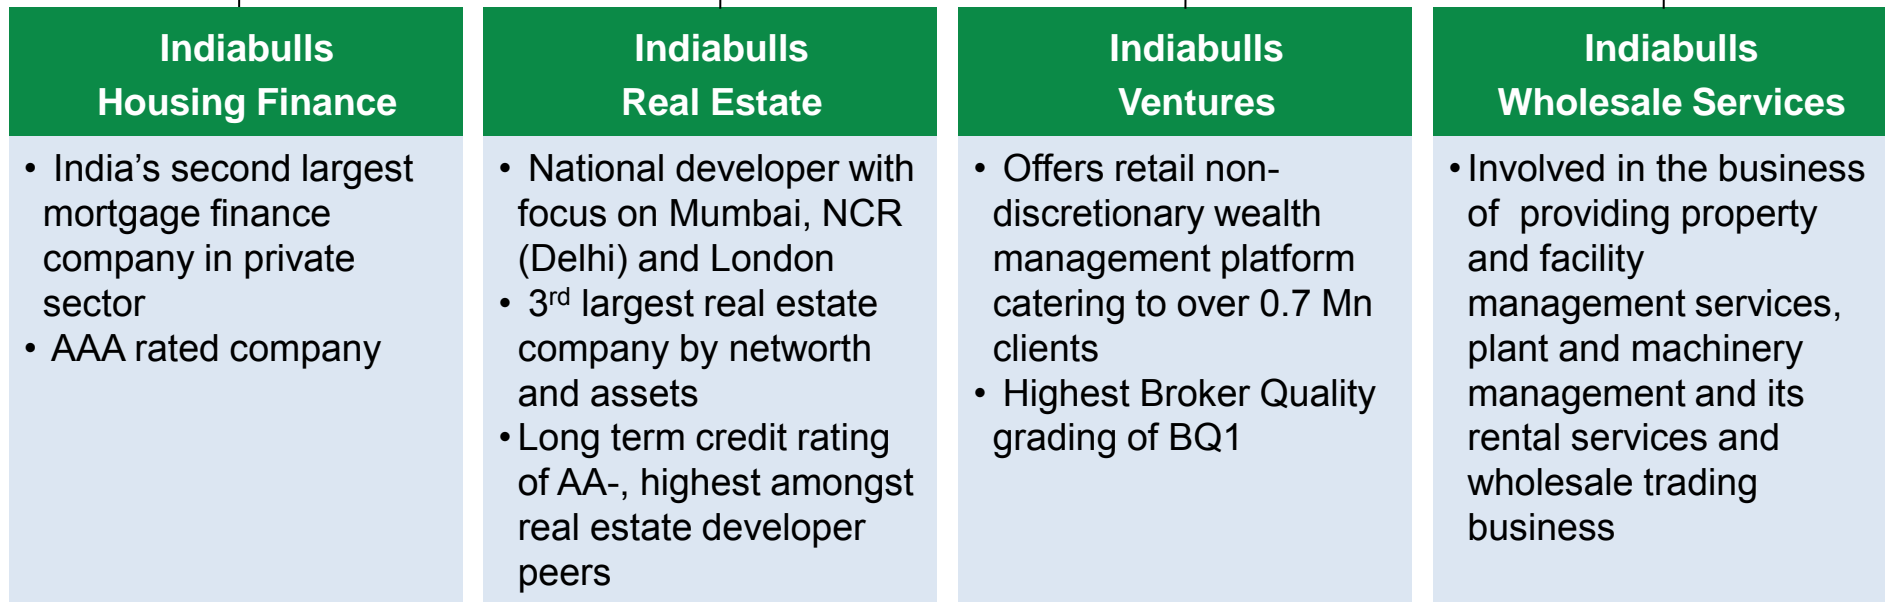 Indiabulls
Housing Finance
• India’s second largest
mortgage finance
company in private
sector
• AAA rated company
Indiabulls
Real Estate
• National developer with
focus on Mumbai, NCR
(Delhi) and London
• 3rd largest real estate
company by networth
and assets
• Long term credit rating
of AA-, highest amongst
real estate developer
peers
Indiabulls
Ventures
• Offers retail non-
discretionary wealth
management platform
catering to over 0.7 Mn
clients
• Highest Broker Quality
grading of BQ1
Indiabulls
Wholesale Services
• Involved in the business
of providing property
and facility
management services,
plant and machinery
management and its
rental services and
wholesale trading
business